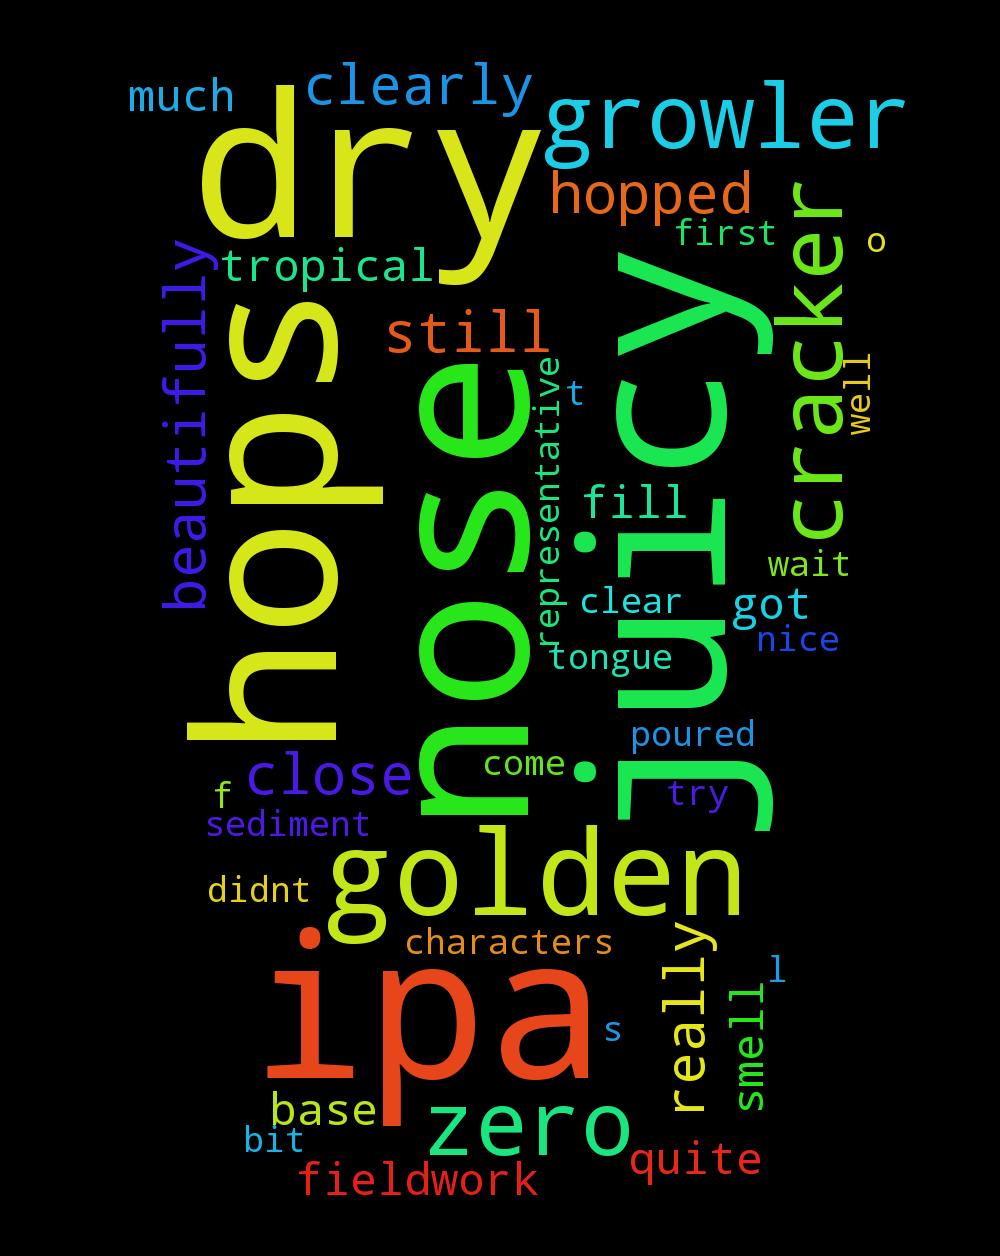 much
clearly
dry
growler
hopped
cracker
first
o
tropical
beautifully
hops
still
juicy
nose
representative
t
well
fill
wait
clear
got
nice
tongue
poured
close
come
f
try
sediment
golden
didnt
characters
really
ipa
l
smell
s
base
zero
bit
quite
fieldwork